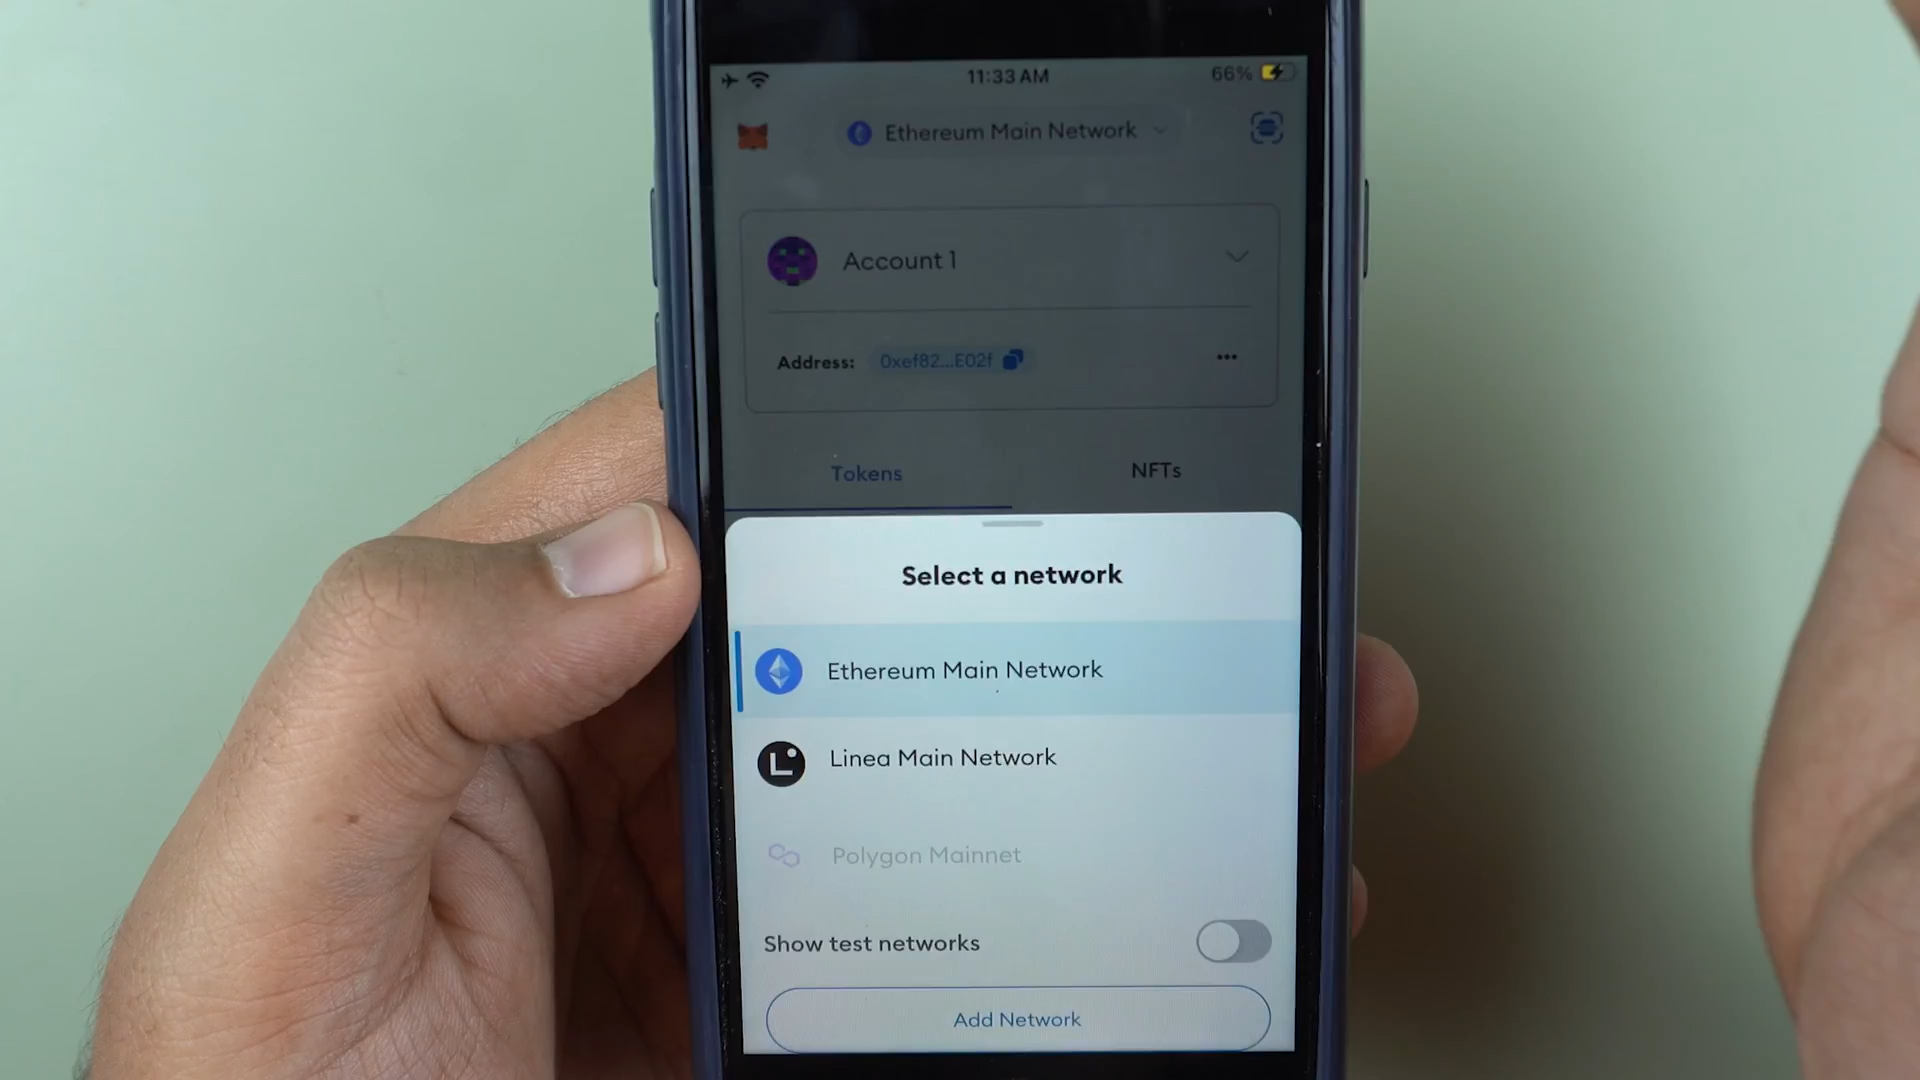 11:33 AM
66%
Ethereum Main Network
Account 1
Address: 0xef82...E02f
Tokens
NFTs
Select a network
Ethereum Main Network
Linea Main Network
Polygon Mainnet
Show test networks
Add Network